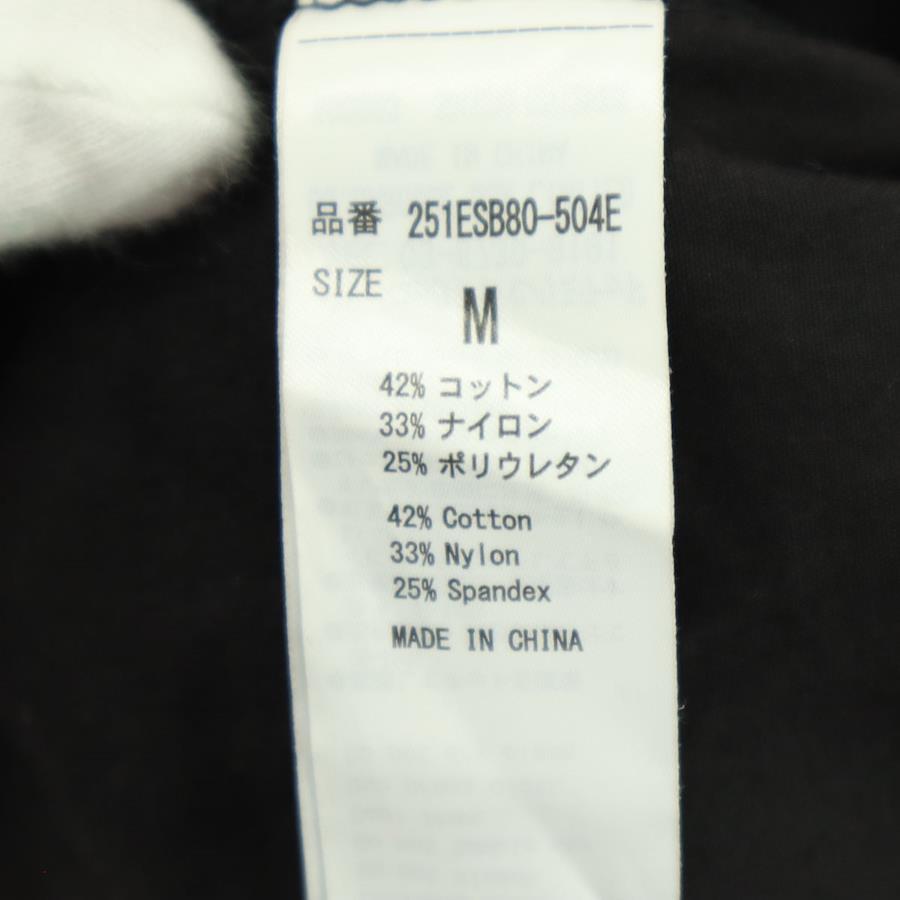 品番 251ESB80-504E
SIZE
M
42% コットン
33% ナイロン
25% ポリウレタン
42% Cotton
33% Nylon
25% Spandex
MADE IN CHINA